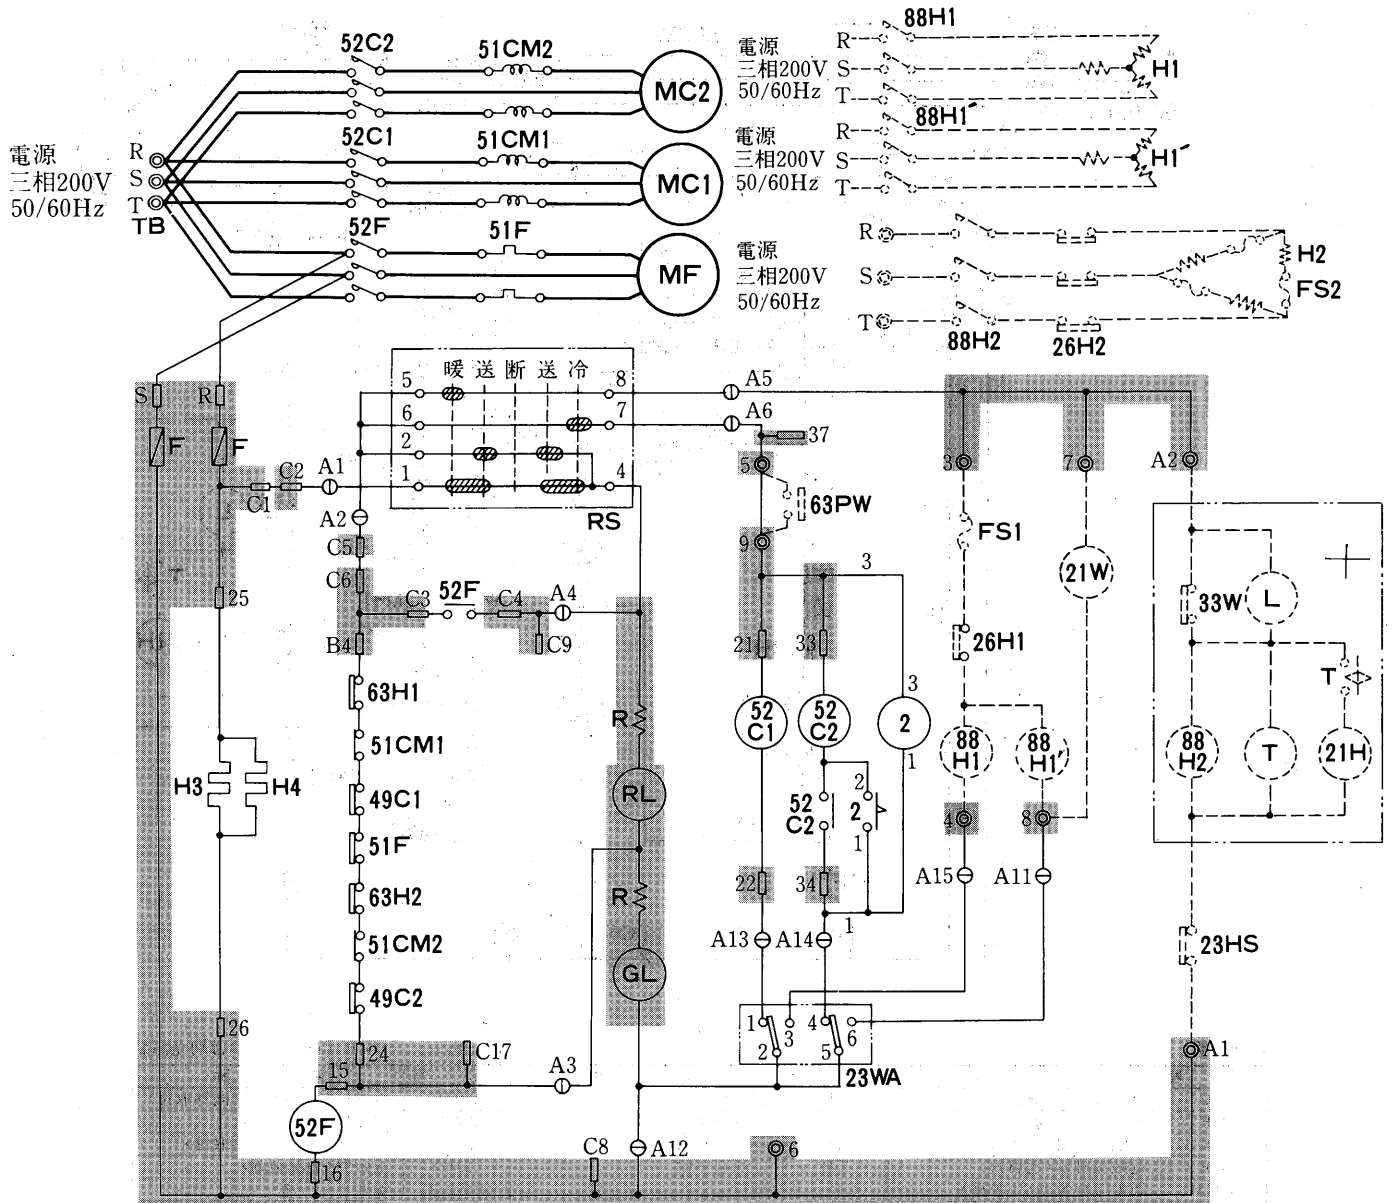 52C2
51CM2
MC2
電源
三相200V
50/60Hz
R
S
T
TB
52C1
51CM1
MC1
52F
51F
MF
電源
三相200V
50/60Hz
R
S
T
88H1
H1
電源
三相200V
50/60Hz
R
S
T
88H1′
H1′
電源
三相200V
50/60Hz
R
S
T
88H2
26H2
H2
FS2
暖 送 断 送 冷
5 8
6 7
2
1 4
RS
A5
A6
S
R
F
F
C1
C2
A1
A2
C5
C6
C3
52F
C4
A4
C9
B4
25
H3
H4
26
63H1
51CM1
49C1
51F
63H2
51CM2
49C2
24
C17
15
A3
52F
16
R
RL
R
GL
C8
A12
6
37
5
63PW
9
3
21
33
52
C1
52
C2
3
2
1
52
C2
2
2
1
22
34
1
A13
A14
1
2
3
4
5
6
23WA
3
7
A2
FS1
21W
26H1
88
H1
88
H1′
4
8
A15
A11
33W
L
T
88
H2
T
21H
23HS
A1